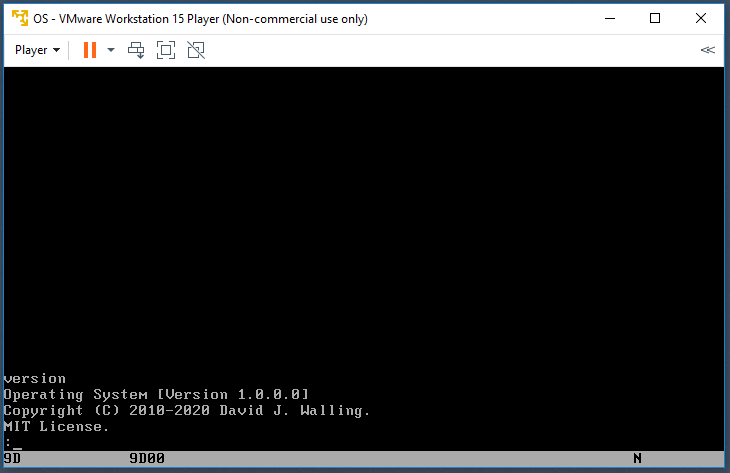 OS - VMware Workstation 15 Player (Non-commercial use only)
Player
version
Operating System [Version 1.0.0.0]
Copyright (C) 2010-2020 David J. Walling.
MIT License.
:_
9D 9D00 N